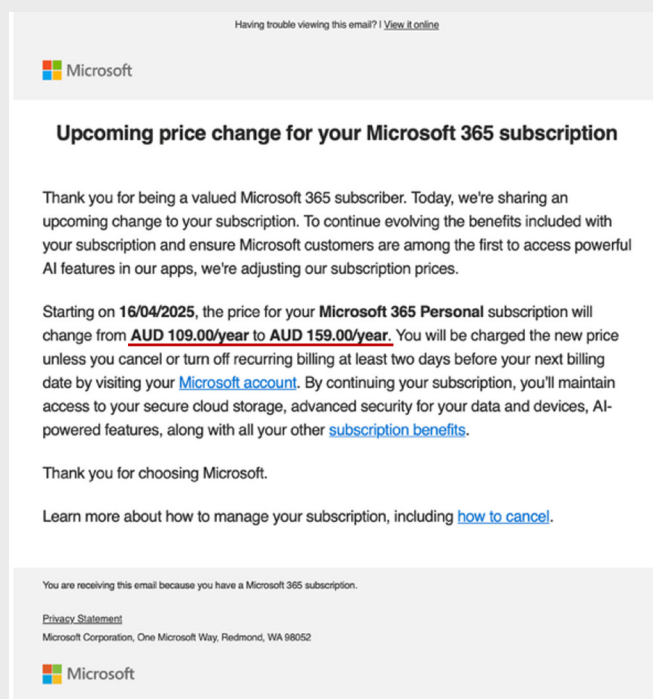 Having trouble viewing this email? | View it online
Microsoft
Upcoming price change for your Microsoft 365 subscription
Thank you for being a valued Microsoft 365 subscriber. Today, we're sharing an
upcoming change to your subscription. To continue evolving the benefits included with
your subscription and ensure Microsoft customers are among the first to access powerful
AI features in our apps, we're adjusting our subscription prices.
Starting on 16/04/2025, the price for your Microsoft 365 Personal subscription will
change from AUD 109.00/year to AUD 159.00/year. You will be charged the new price
unless you cancel or turn off recurring billing at least two days before your next billing
date by visiting your Microsoft account. By continuing your subscription, you'll maintain
access to your secure cloud storage, advanced security for your data and devices, AI-
powered features, along with all your other subscription benefits.
Thank you for choosing Microsoft.
Learn more about how to manage your subscription, including how to cancel.
You are receiving this email because you have a Microsoft 365 subscription.
Privacy Statement
Microsoft Corporation, One Microsoft Way, Redmond, WA 98052
Microsoft